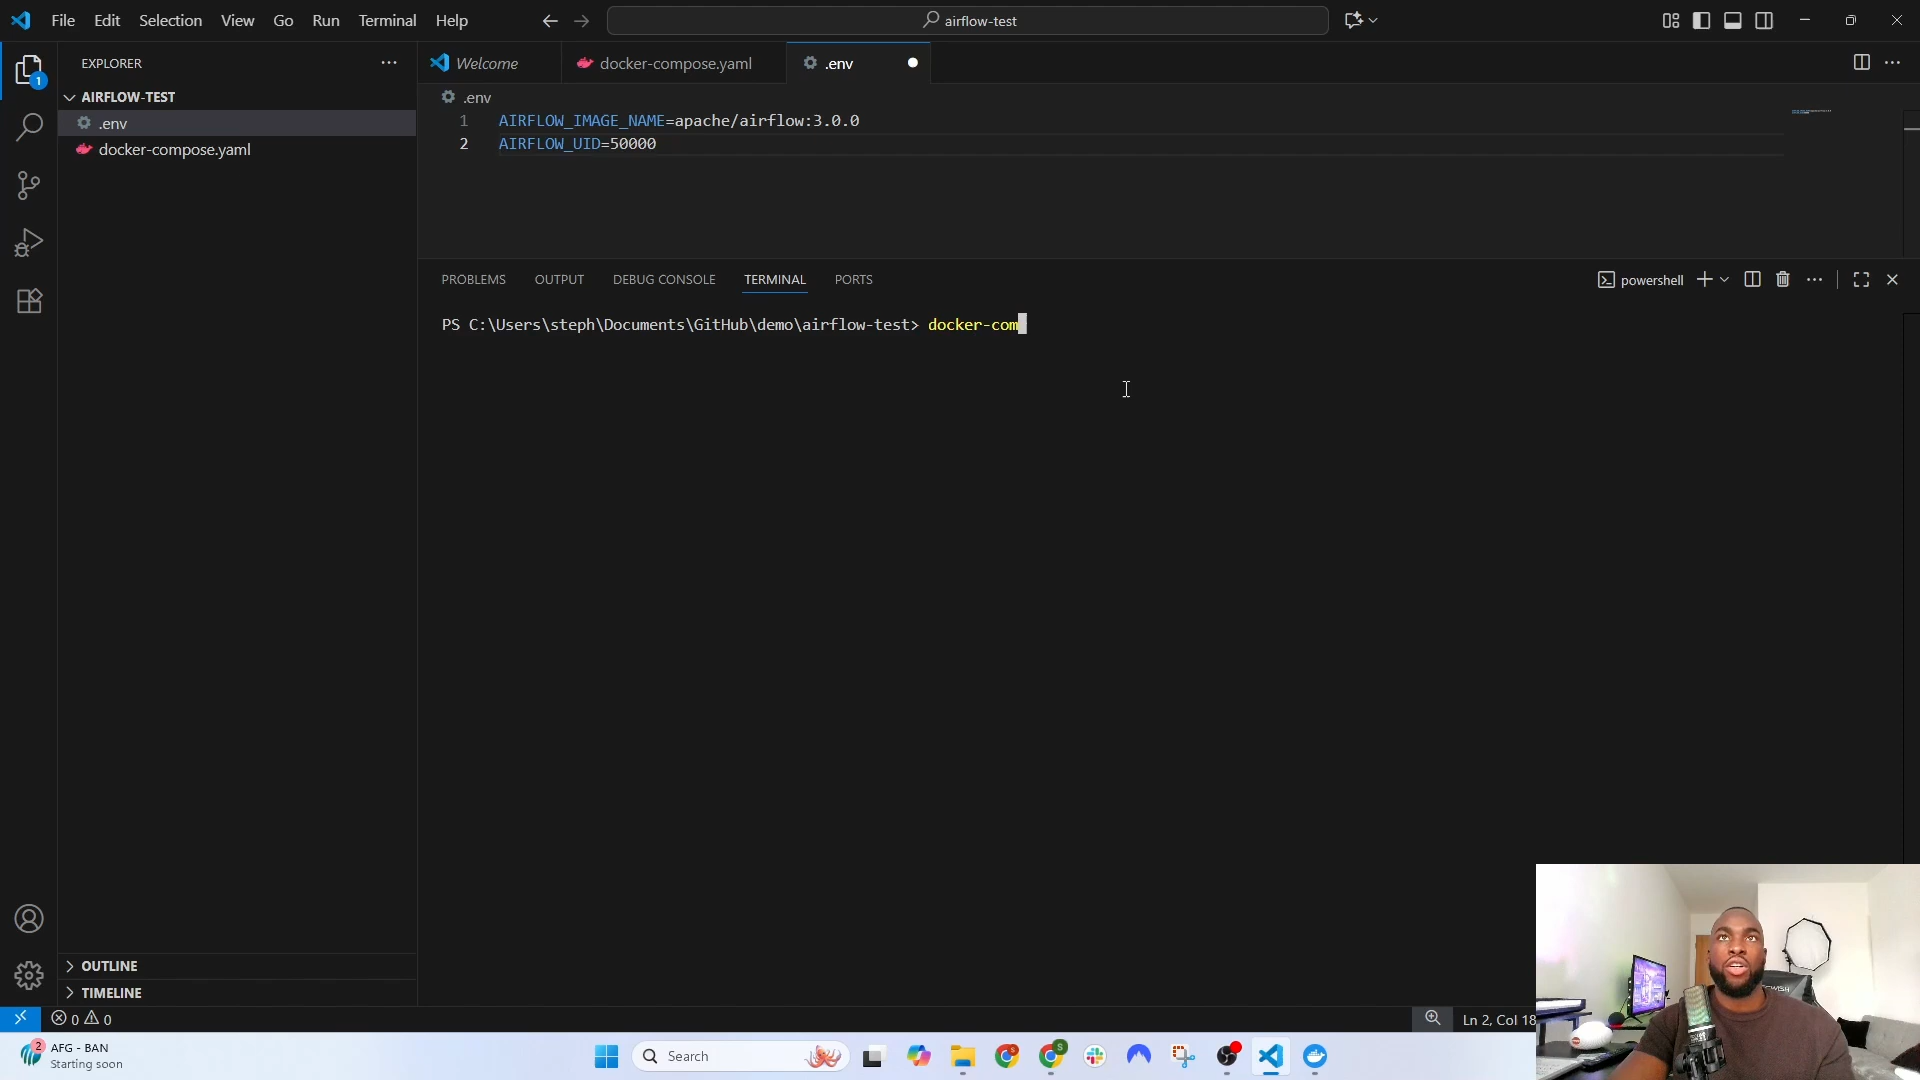 File Edit Selection View Go Run Terminal Help
airflow-test
EXPLORER
1
AIRFLOW-TEST
.env
docker-compose.yaml
OUTLINE
TIMELINE
Welcome
docker-compose.yaml
.env
.env
1 AIRFLOW_IMAGE_NAME=apache/airflow:3.0.0
2 AIRFLOW_UID=50000
PROBLEMS OUTPUT DEBUG CONSOLE TERMINAL PORTS
powershell
PS C:\Users\steph\Documents\GitHub\demo\airflow-test> docker-com
0 0
Ln 2, Col 18
2
AFG - BAN
Starting soon
Search